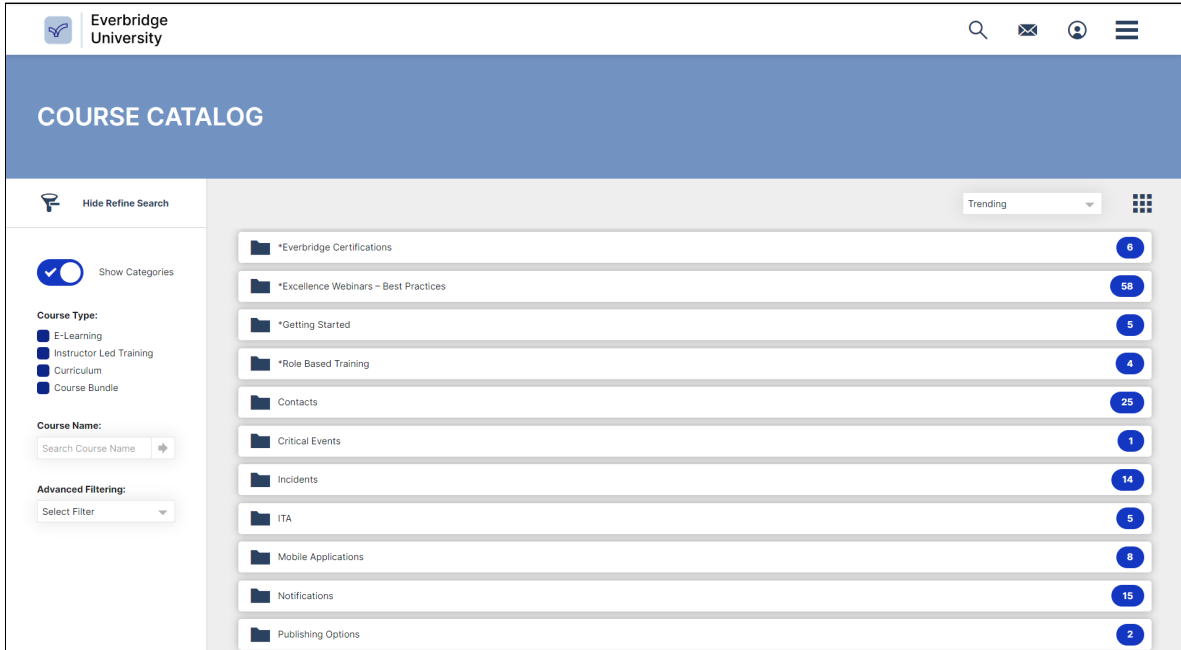 Everbridge
University
COURSE CATALOG
Hide Refine Search
Trending
Show Categories
Course Type:
E-Learning
Instructor Led Training
Curriculum
Course Bundle
Course Name:
Search Course Name
Advanced Filtering:
Select Filter
*Everbridge Certifications 6
*Excellence Webinars – Best Practices 58
*Getting Started 5
*Role Based Training 4
Contacts 25
Critical Events 1
Incidents 14
ITA 5
Mobile Applications 8
Notifications 15
Publishing Options 2